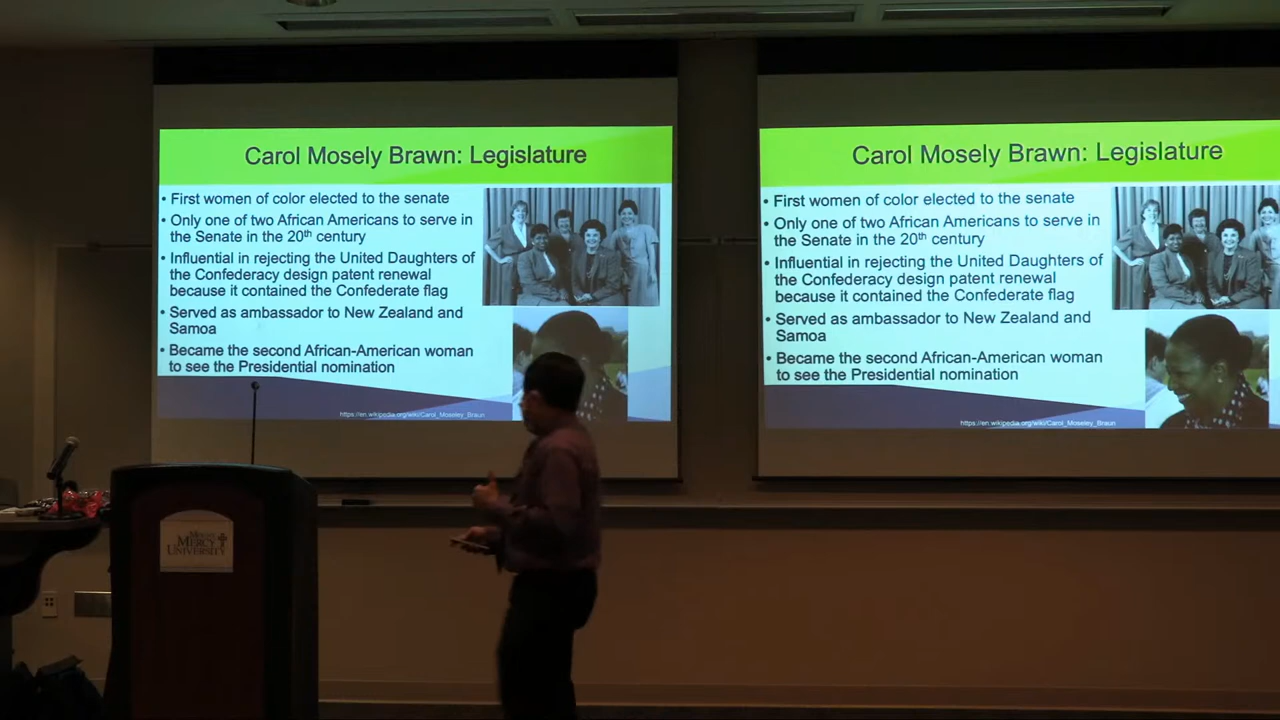 Carol Mosely Brawn: Legislature
• First women of color elected to the senate
• Only one of two African Americans to serve in
the Senate in the 20th century
• Influential in rejecting the United Daughters of
the Confederacy design patent renewal
because it contained the Confederate flag
• Served as ambassador to New Zealand and
Samoa
• Became the second African-American woman
to see the Presidential nomination
https://en.wikipedia.org/wiki/Carol_Moseley_Braun
Carol Mosely Brawn: Legislature
• First women of color elected to the senate
• Only one of two African Americans to serve in
the Senate in the 20th century
• Influential in rejecting the United Daughters of
the Confederacy design patent renewal
because it contained the Confederate flag
• Served as ambassador to New Zealand and
Samoa
• Became the second African-American woman
to see the Presidential nomination
https://en.wikipedia.org/wiki/Carol_Moseley_Braun
MOUNT
MERCY
UNIVERSITY